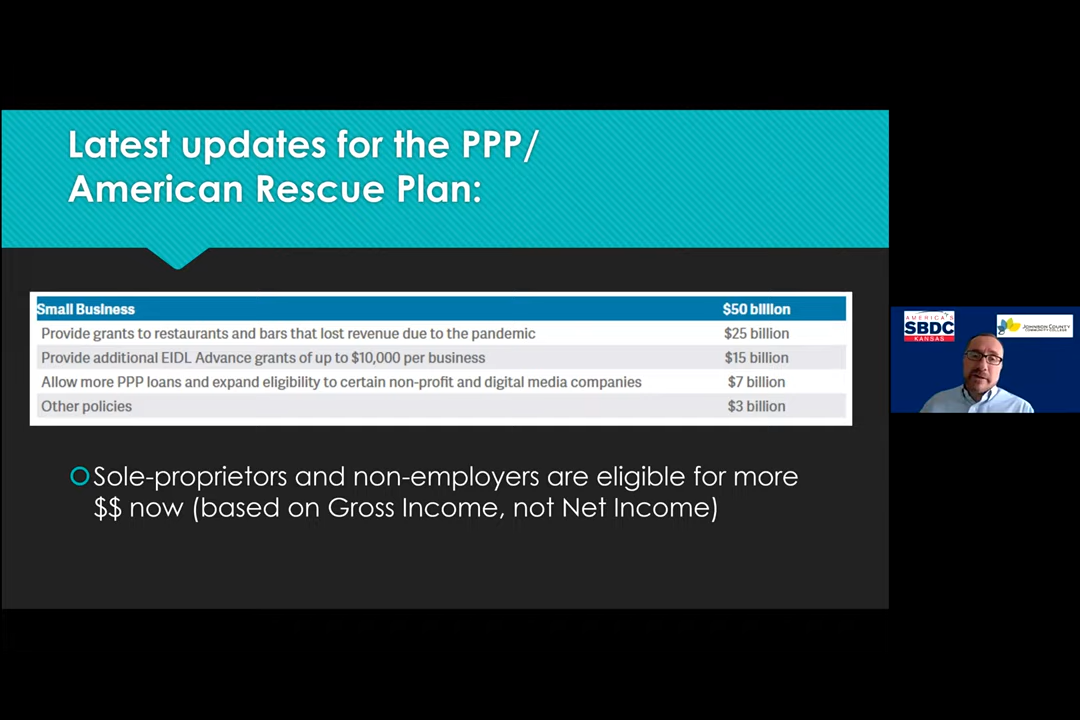 Latest updates for the PPP/
American Rescue Plan:
Small Business $50 billion
Provide grants to restaurants and bars that lost revenue due to the pandemic $25 billion
Provide additional EIDL Advance grants of up to $10,000 per business $15 billion
Allow more PPP loans and expand eligibility to certain non-profit and digital media companies $7 billion
Other policies $3 billion
Sole-proprietors and non-employers are eligible for more
$$ now (based on Gross Income, not Net Income)
AMERICA'S
SBDC
KANSAS
JOHNSON COUNTY
COMMUNITY COLLEGE